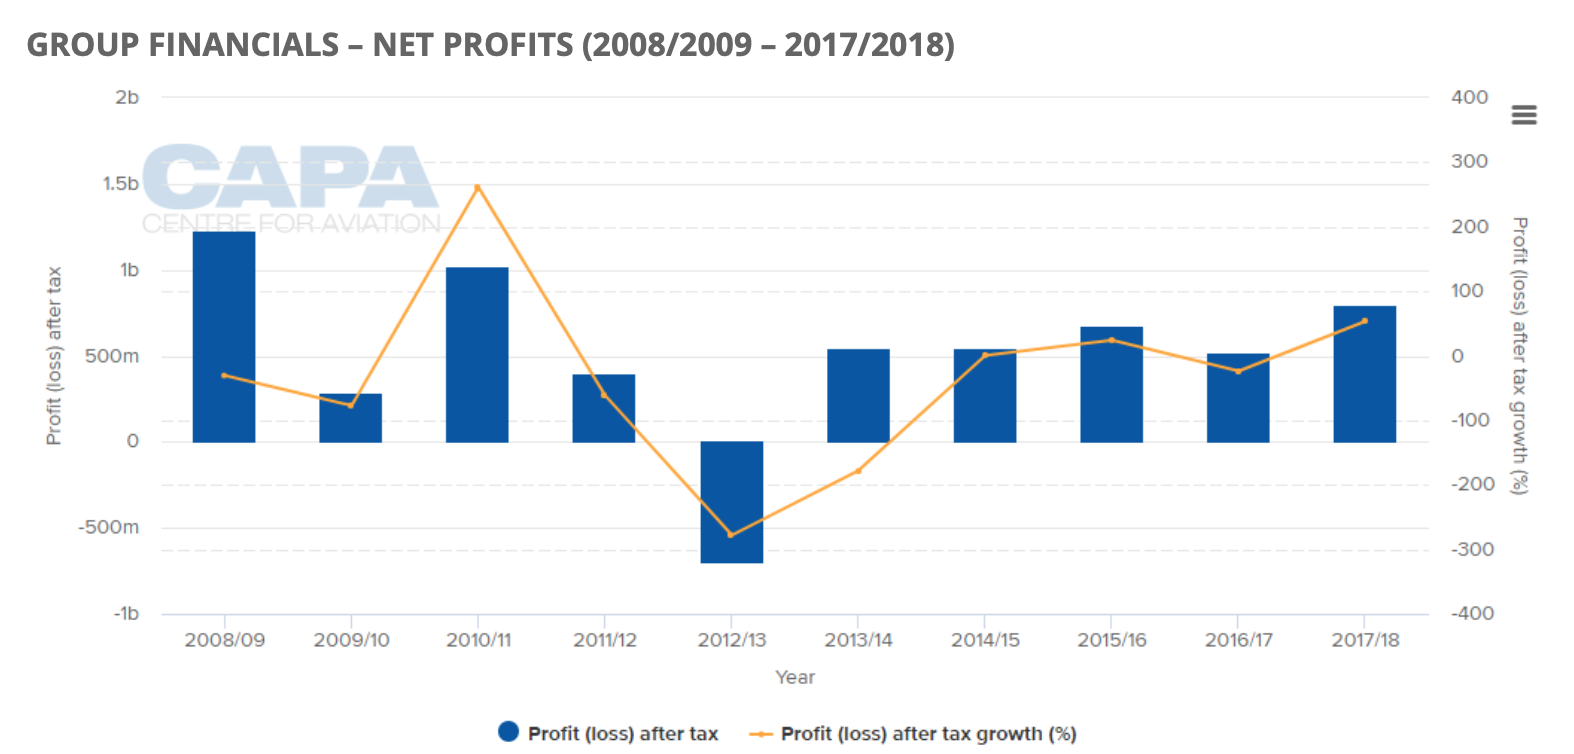 GROUP FINANCIALS – NET PROFITS (2008/2009 – 2017/2018)
2b
1.5b
1b
500m
0
-500m
-1b
Profit (loss) after tax
CAPA
CENTRE FOR AVIATION
400
300
200
100
0
-100
-200
-300
-400
Profit (loss) after tax growth (%)
2008/09 2009/10 2010/11 2011/12 2012/13 2013/14 2014/15 2015/16 2016/17 2017/18
Year
Profit (loss) after tax Profit (loss) after tax growth (%)